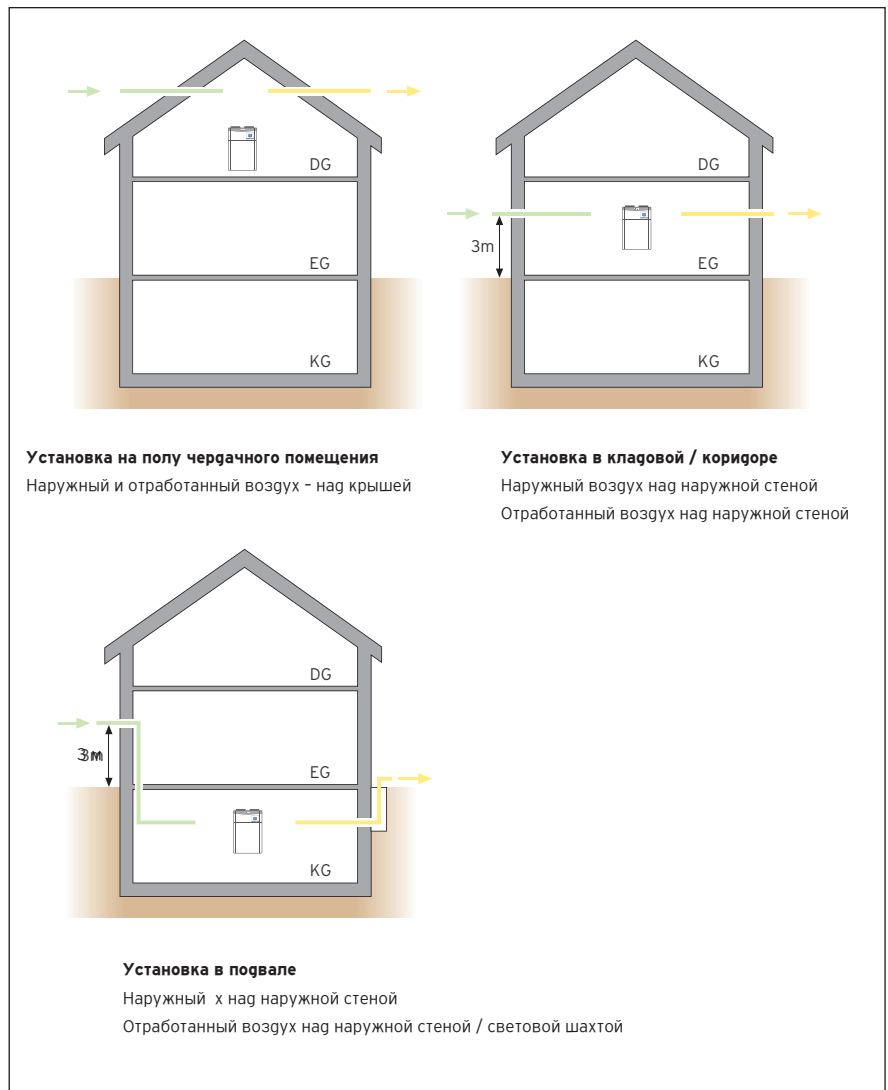 DG
EG
KG
Установка на полу чердачного помещения
Наружный и отработанный воздух – над крышей
DG
3m
EG
KG
Установка в кладовой / коридоре
Наружный воздух над наружной стеной
Отработанный воздух над наружной стеной
DG
3m
EG
KG
Установка в подвале
Наружный х над наружной стеной
Отработанный воздух над наружной стеной / световой шахтой